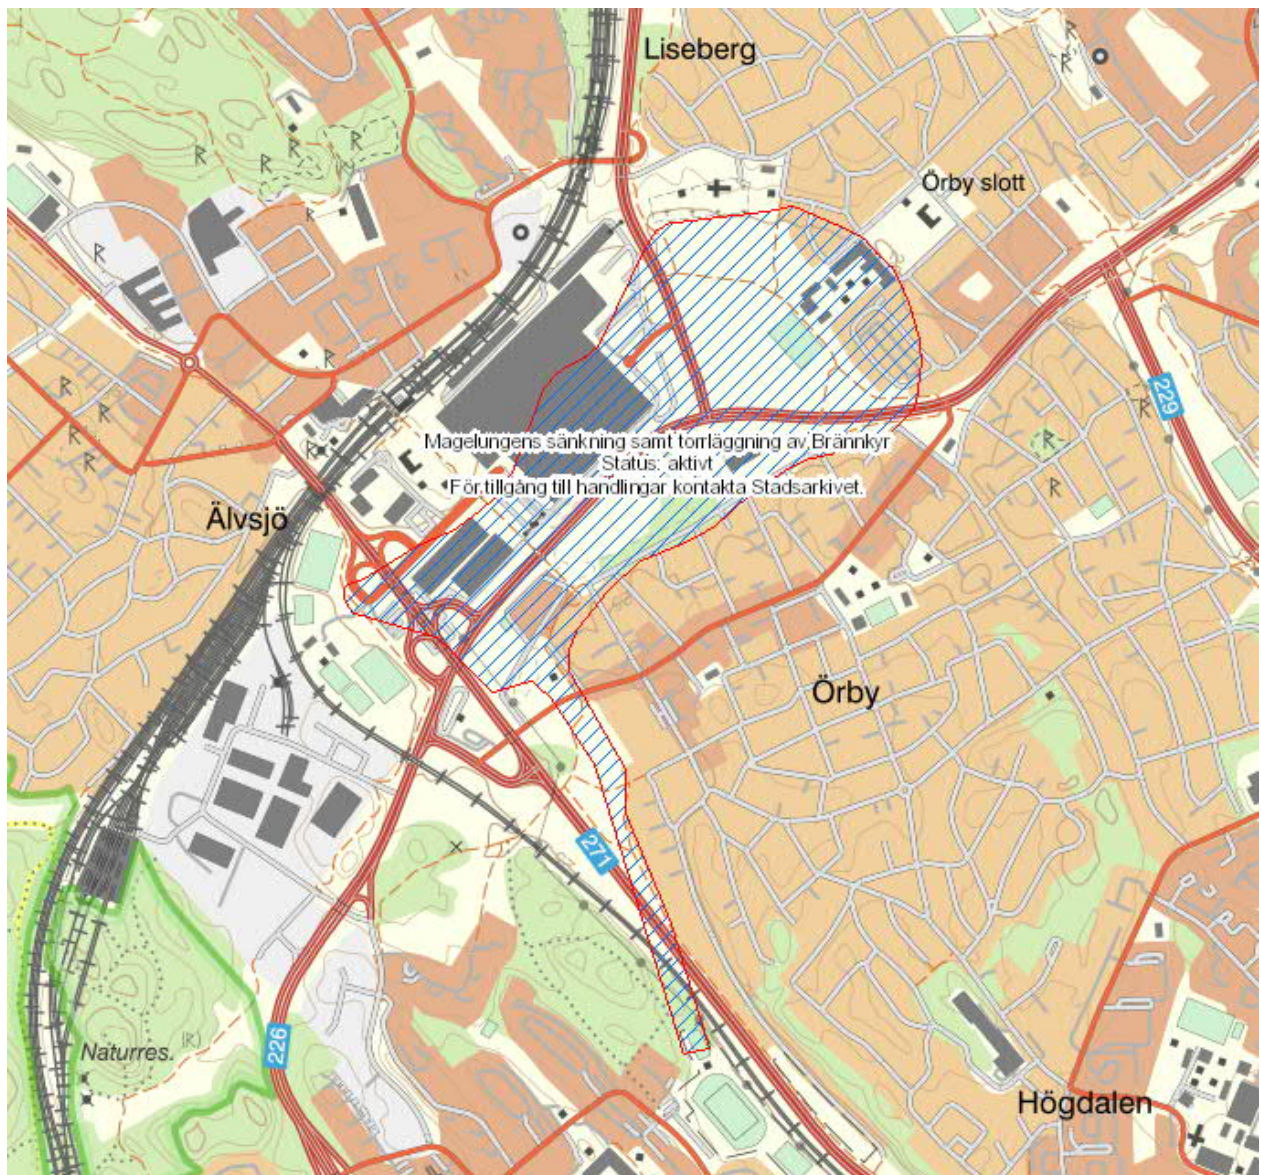 Liseberg
Örby slott
229
Magelungens sänkning samt torrläggning av Brännkyr
Status: aktivt
För tillgång till handlingar kontakta Stadsarkivet.
Älvsjö
Örby
271
226
Naturres.
(R)
Högdalen
R
R
R
R
R
R
R
R
R
R
R
R
R
R